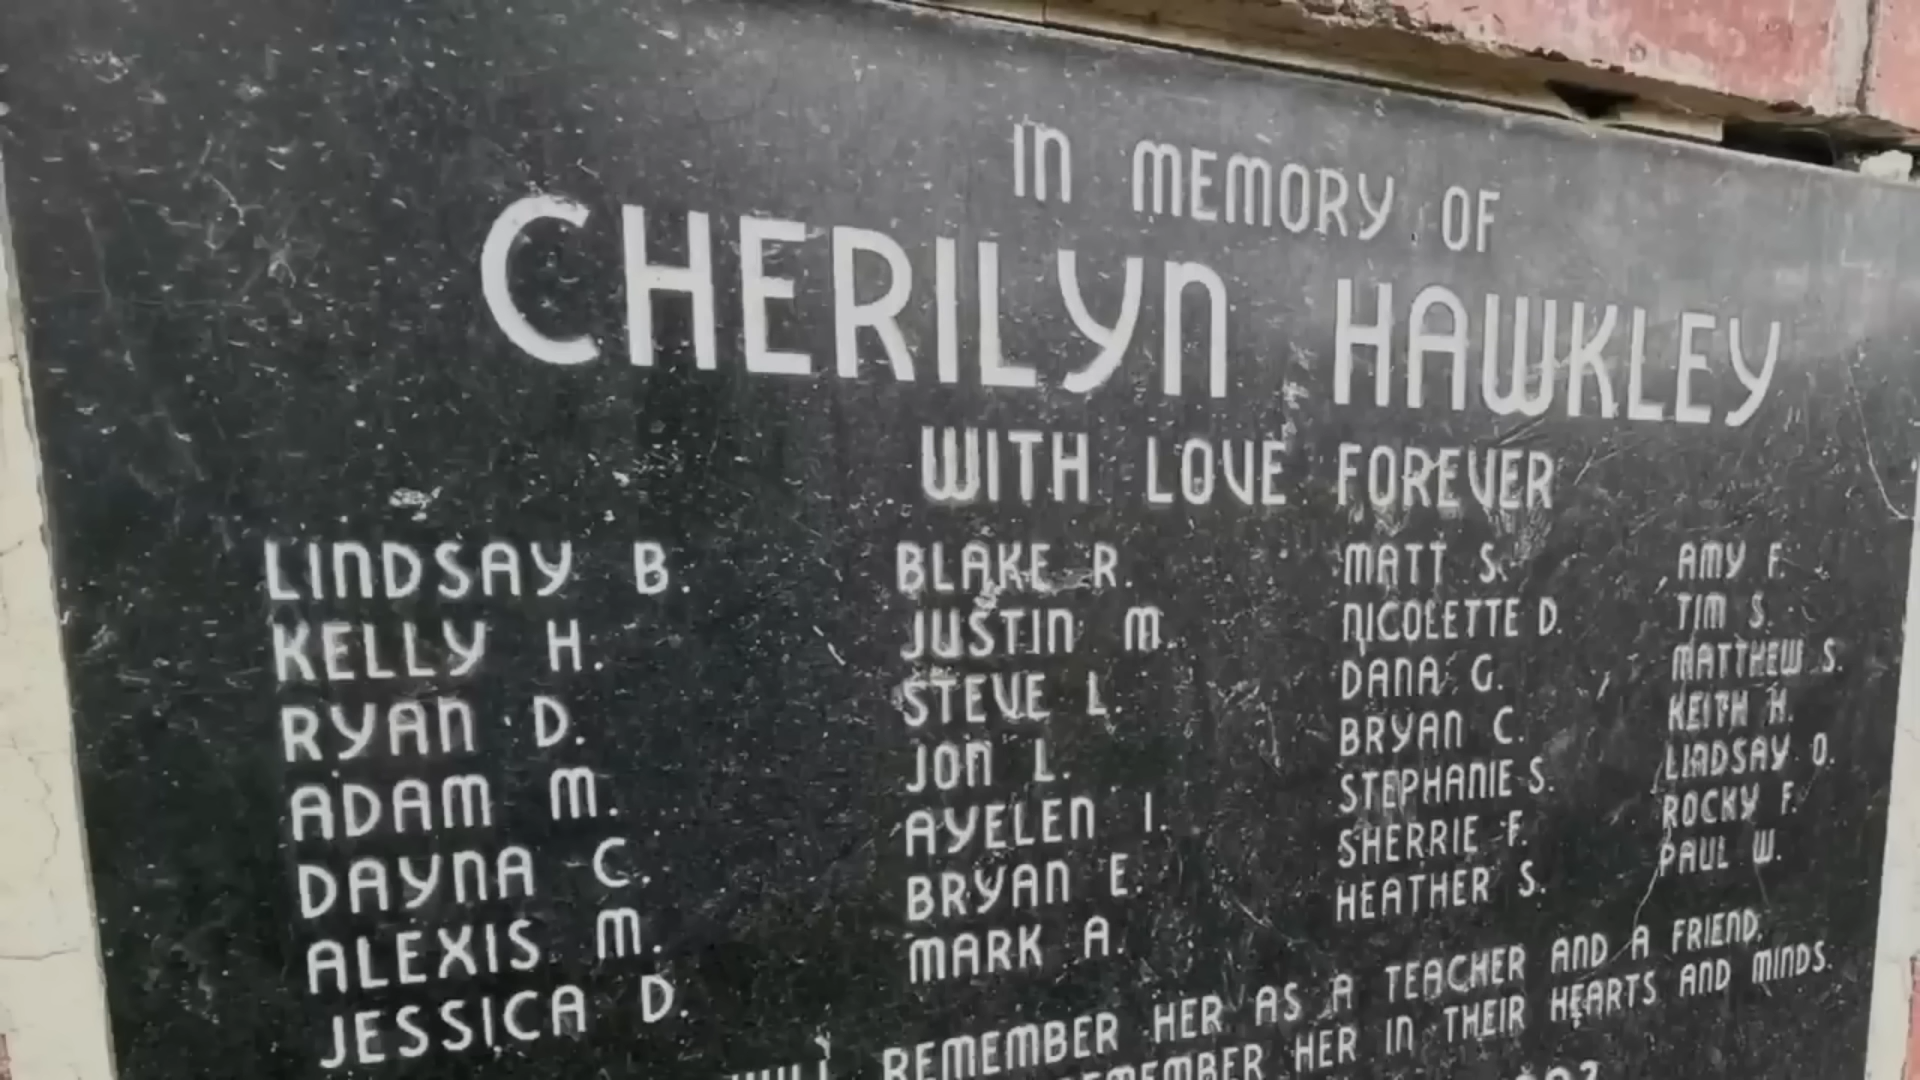 IN MEMORY OF
CHERILYN HAWKLEY
WITH LOVE FOREVER
LINDSAY B.
KELLY H.
RYAN D.
ADAM M.
DAYNA C.
ALEXIS M.
JESSICA D.
BLAKE R.
JUSTIN M.
STEVE L.
JON L.
AYELEN I.
BRYAN E.
MARK A.
MATT S.
NICOLETTE D.
DANA G.
BRYAN C.
STEPHANIE S.
SHERRIE F.
HEATHER S.
AMY F.
TIM S.
MATTHEW S.
KEITH H.
LINDSAY O.
ROCKY F.
PAUL W.
WILL REMEMBER HER AS A TEACHER AND A FRIEND,
REMEMBER HER IN THEIR HEARTS AND MINDS.